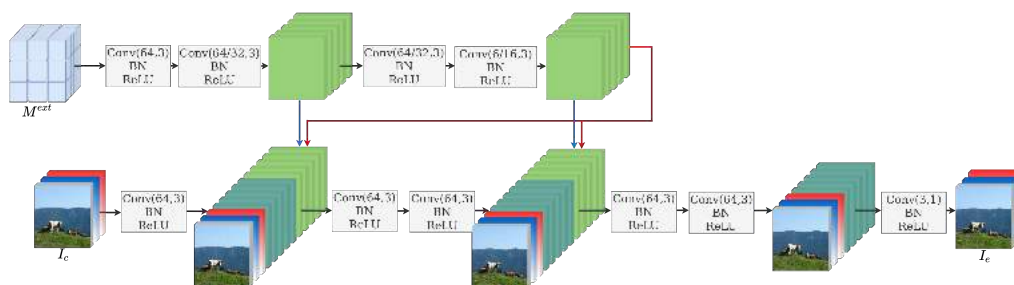 Conv(64,3)
BN
ReLU
Conv(64/32,3)
BN
ReLU
Conv(64/32,3)
BN
ReLU
Conv(6/16,3)
BN
ReLU
M^{ext}
Conv(64,3)
BN
ReLU
Conv(64,3)
BN
ReLU
Conv(64,3)
BN
ReLU
Conv(64,3)
BN
ReLU
Conv(64,3)
BN
ReLU
Conv(3,1)
BN
ReLU
I_c
I_e